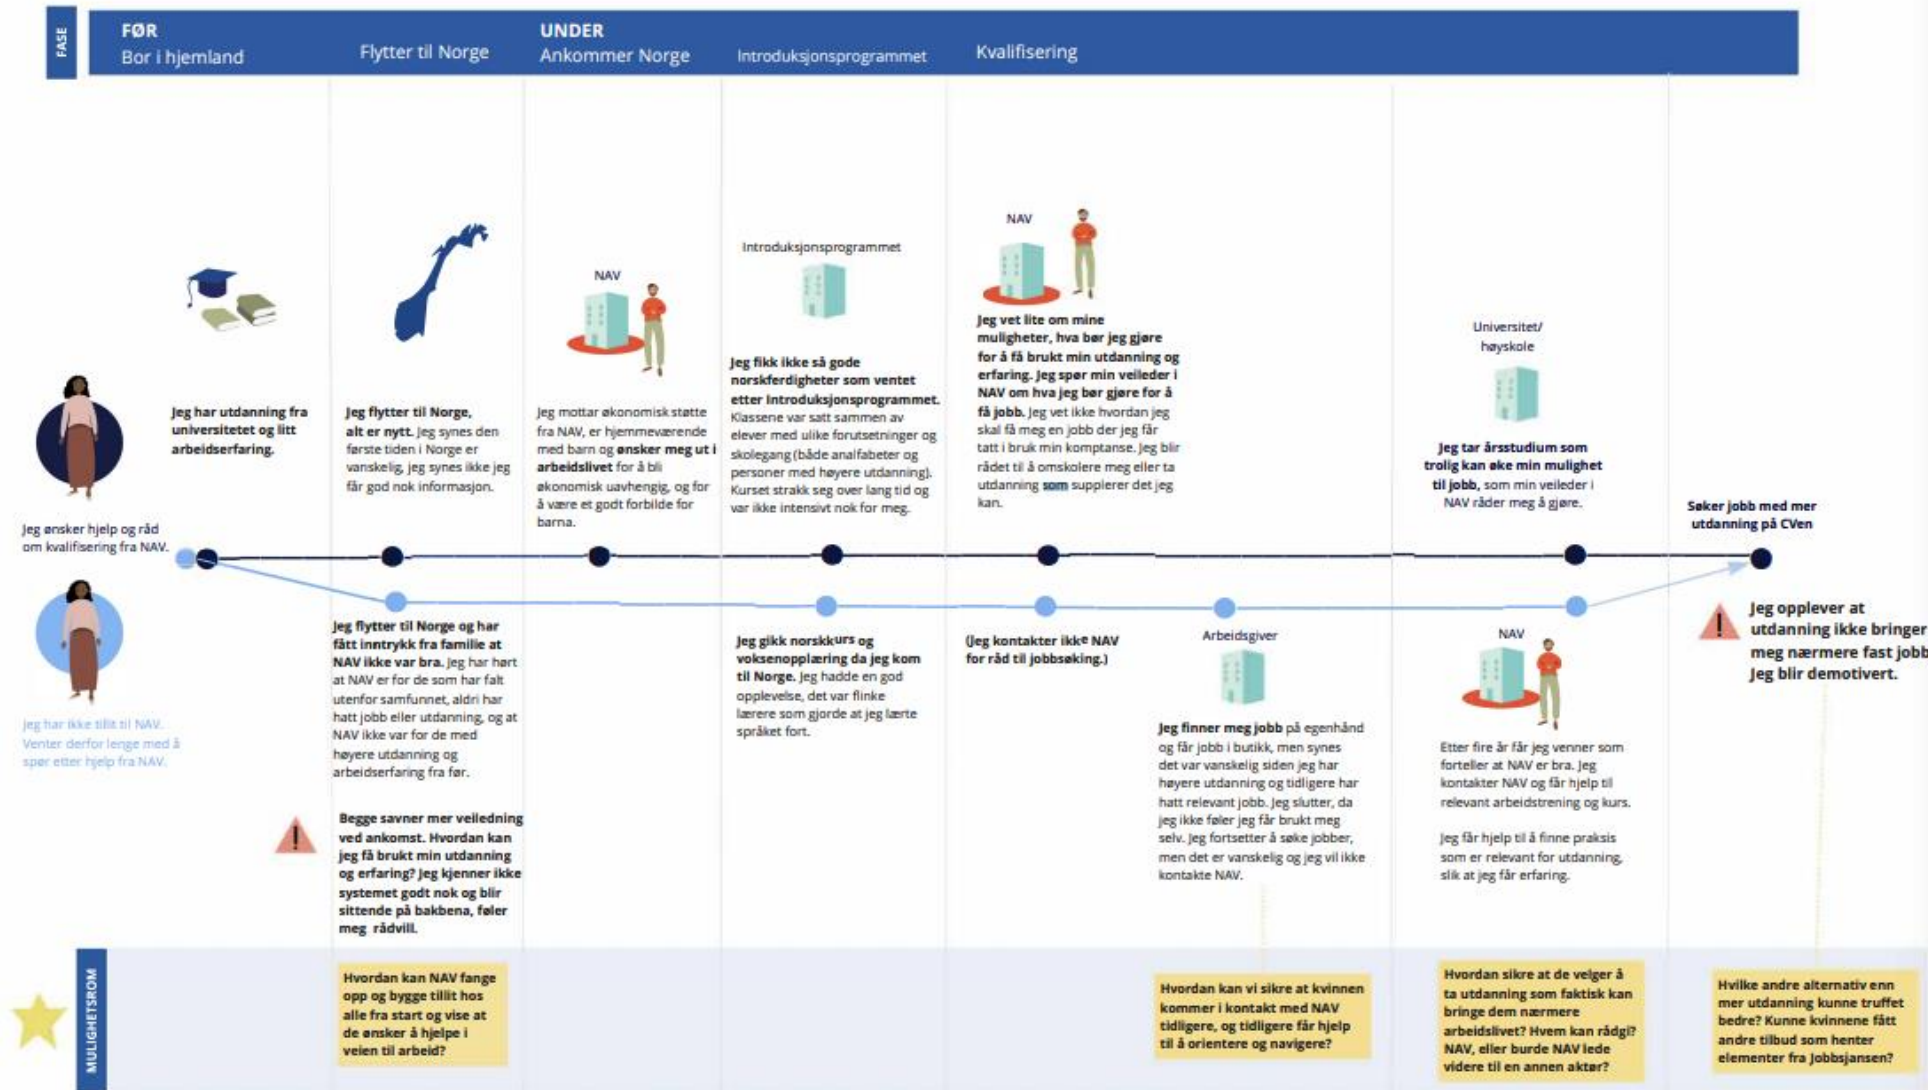 FASE
FØR
Bor i hjemland
Flytter til Norge
UNDER
Ankommer Norge
Introduksjonsprogrammet
Kvalifisering
Jeg ønsker hjelp og råd
om kvalifisering fra NAV.
Jeg har utdanning fra
universitetet og litt
arbeidserfaring.
Jeg flytter til Norge,
alt er nytt. Jeg synes den
første tiden i Norge er
vanskelig, jeg synes ikke jeg
får god nok informasjon.
NAV
Jeg mottar økonomisk støtte
fra NAV, er hjemmeværende
med barn og ønsker meg ut i
arbeidslivet for å bli
økonomisk uavhengig, og for
å være et godt forbilde for
barna.
Introduksjonsprogrammet
Jeg fikk ikke så gode
norskferdigheter som ventet
etter Introduksjonsprogrammet.
Klassene var satt sammen av
elever med ulike forutsetninger og
skolegang (både analfabeter og
personer med høyere utdanning).
Kurset strakk seg over lang tid og
var ikke intensivt nok for meg.
NAV
Jeg vet lite om mine
muligheter, hva bør jeg gjøre
for å få brukt min utdanning og
erfaring. Jeg spør min veileder i
NAV om hva jeg bør gjøre for å
få jobb. Jeg vet ikke hvordan jeg
skal få meg en jobb der jeg får
tatt i bruk min komptanse. Jeg blir
rådet til å omskolere meg eller ta
utdanning som supplerer det jeg
kan.
Universitet/
høyskole
Jeg tar årsstudium som
trolig kan øke min mulighet
til jobb, som min veileder i
NAV råder meg å gjøre.
Søker jobb med mer
utdanning på CVen
Jeg har ikke tillit til NAV.
Venter derfor lenge med å
spør etter hjelp fra NAV.
Jeg flytter til Norge og har
fått inntrykk fra familie at
NAV ikke var bra. Jeg har hørt
at NAV er for de som har falt
utenfor samfunnet, aldri har
hatt jobb eller utdanning, og at
NAV ikke var for de med
høyere utdanning og
arbeidserfaring fra før.
Begge savner mer veiledning
ved ankomst. Hvordan kan
jeg få brukt min utdanning
og erfaring? Jeg kjenner ikke
systemet godt nok og blir
sittende på bakbena, føler
meg rådvill.
Jeg gikk norskkurs og
voksenopplæring da jeg kom
til Norge. Jeg hadde en god
opplevelse, det var flinke
lærere som gjorde at jeg lærte
språket fort.
(Jeg kontakter ikke NAV
for råd til jobbsøking.)
Arbeidsgiver
Jeg finner meg jobb på egenhånd
og får jobb i butikk, men synes
det var vanskelig siden jeg har
høyere utdanning og tidligere har
hatt relevant jobb. Jeg slutter, da
jeg ikke føler jeg får brukt meg
selv. Jeg fortsetter å søke jobber,
men det er vanskelig og jeg vil ikke
kontakte NAV.
NAV
Etter fire år får jeg venner som
forteller at NAV er bra. Jeg
kontakter NAV og får hjelp til
relevant arbeidstrening og kurs.
Jeg får hjelp til å finne praksis
som er relevant for utdanning,
slik at jeg får erfaring.
Jeg opplever at
utdanning ikke bringer
meg nærmere fast jobb
Jeg blir demotivert.
MULIGHETSROM
Hvordan kan NAV fange
opp og bygge tillit hos
alle fra start og vise at
de ønsker å hjelpe i
veien til arbeid?
Hvordan kan vi sikre at kvinnen
kommer i kontakt med NAV
tidligere, og tidligere får hjelp
til å orientere og navigere?
Hvordan sikre at de velger å
ta utdanning som faktisk kan
bringe dem nærmere
arbeidslivet? Hvem kan rådgi?
NAV, eller burde NAV lede
videre til en annen aktør?
Hvilke andre alternativ enn
mer utdanning kunne truffet
bedre? Kunne kvinnene fått
andre tilbud som henter
elementer fra Jobbsjansen?